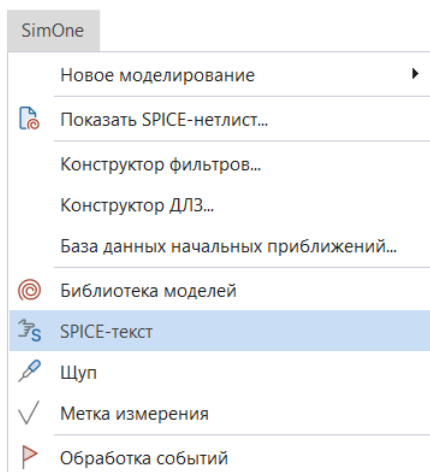 SimOne
Новое моделирование
Показать SPICE-нетлист...
Конструктор фильтров...
Конструктор ДЛЗ...
База данных начальных приближений...
Библиотека моделей
SPICE-текст
Щуп
Метка измерения
Обработка событий